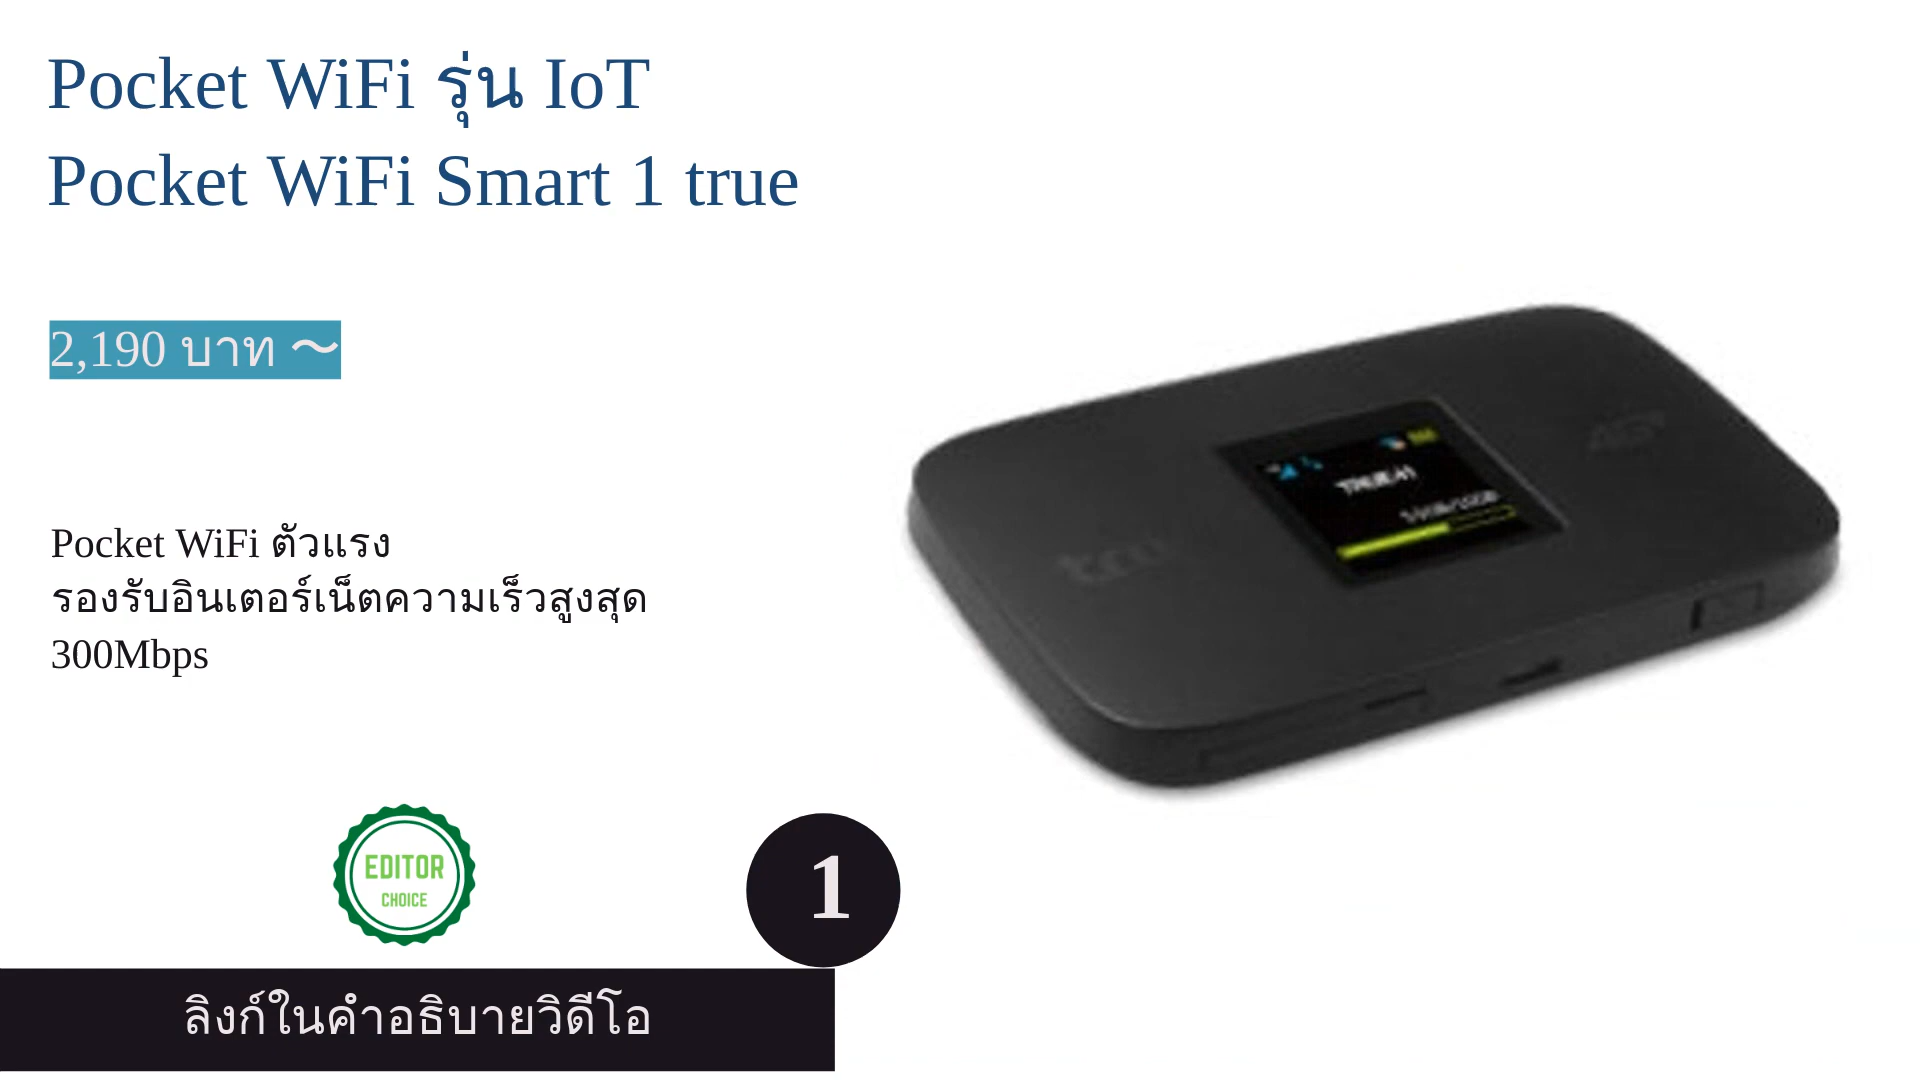 Pocket WiFi รุ่น IoT
Pocket WiFi Smart 1 true
2,190 บาท 〜
Pocket WiFi ตัวแรง
รองรับอินเตอร์เน็ตความเร็วสูงสุด
300Mbps
EDITOR
CHOICE
1
ลิงก์ในคำอธิบายวิดีโอ
TRUE-H